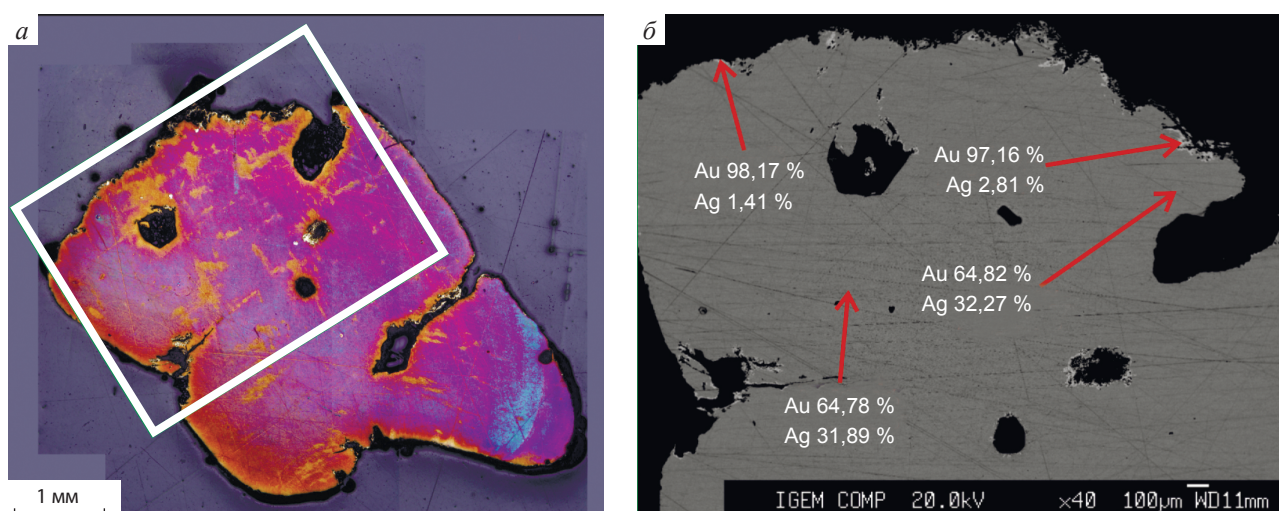 а
1 мм
б
Au 98,17 %
Ag 1,41 %
Au 97,16 %
Ag 2,81 %
Au 64,82 %
Ag 32,27 %
Au 64,78 %
Ag 31,89 %
IGEM COMP 20.0kV ×40 100µm WD11mm